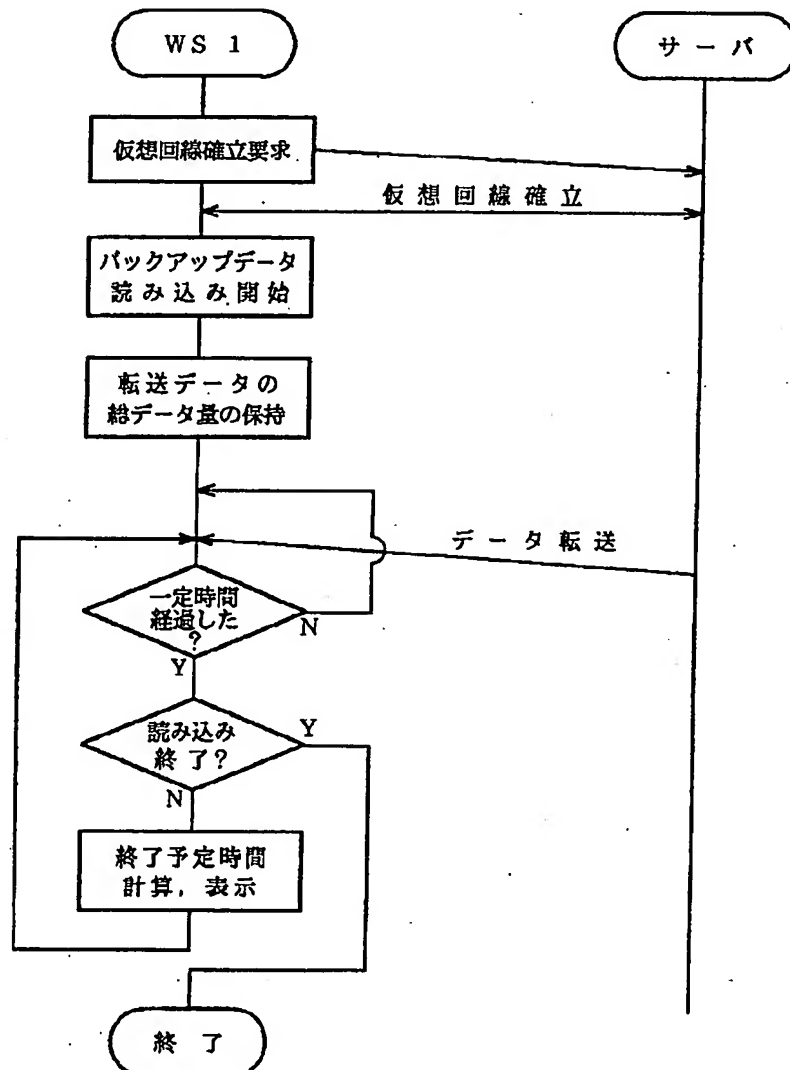 WS 1
サーバ
仮想回線確立要求
仮想回線確立
バックアップデータ
読み込み開始
転送データの
給データ量の保持
データ転送
一定時間
経過した
?
N
Y
読み込み
終了?
Y
N
終了予定時間
計算,表示
終了